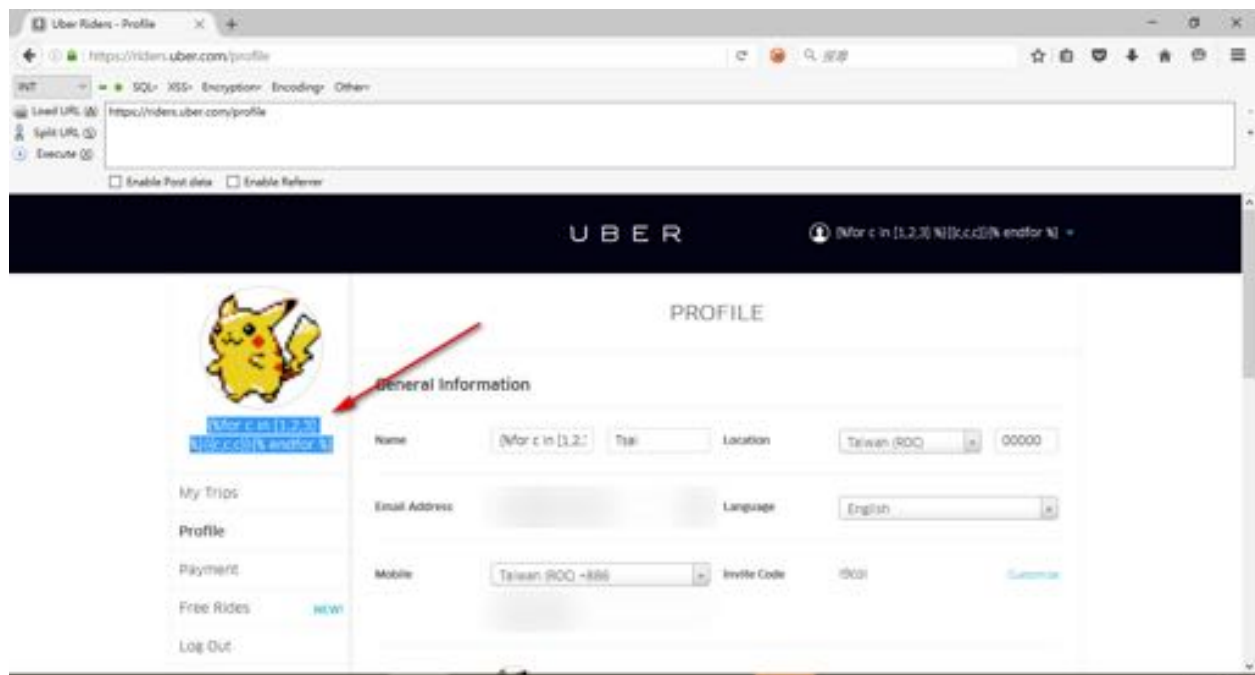 Uber Riders - Profile
https://riders.uber.com/profile
搜尋
INT SQL- XSS- Encryption- Encoding- Other-
Load URL (A) https://riders.uber.com/profile
Split URL (S)
Execute (X)
Enable Post data Enable Referrer
UBER {%for c in [1,2,3] %}{{c,c,c}}{% endfor %}
PROFILE
General Information
{%for c in [1,2,3]
%}{{c,c,c}}{% endfor %}
Name {%for c in [1,2,3 Tsai Location Taiwan (ROC) 00000
My Trips
Email Address Language English
Profile
Payment
Mobile Taiwan (ROC) +886 Invite Code Customize
Free Rides NEW!
Log Out